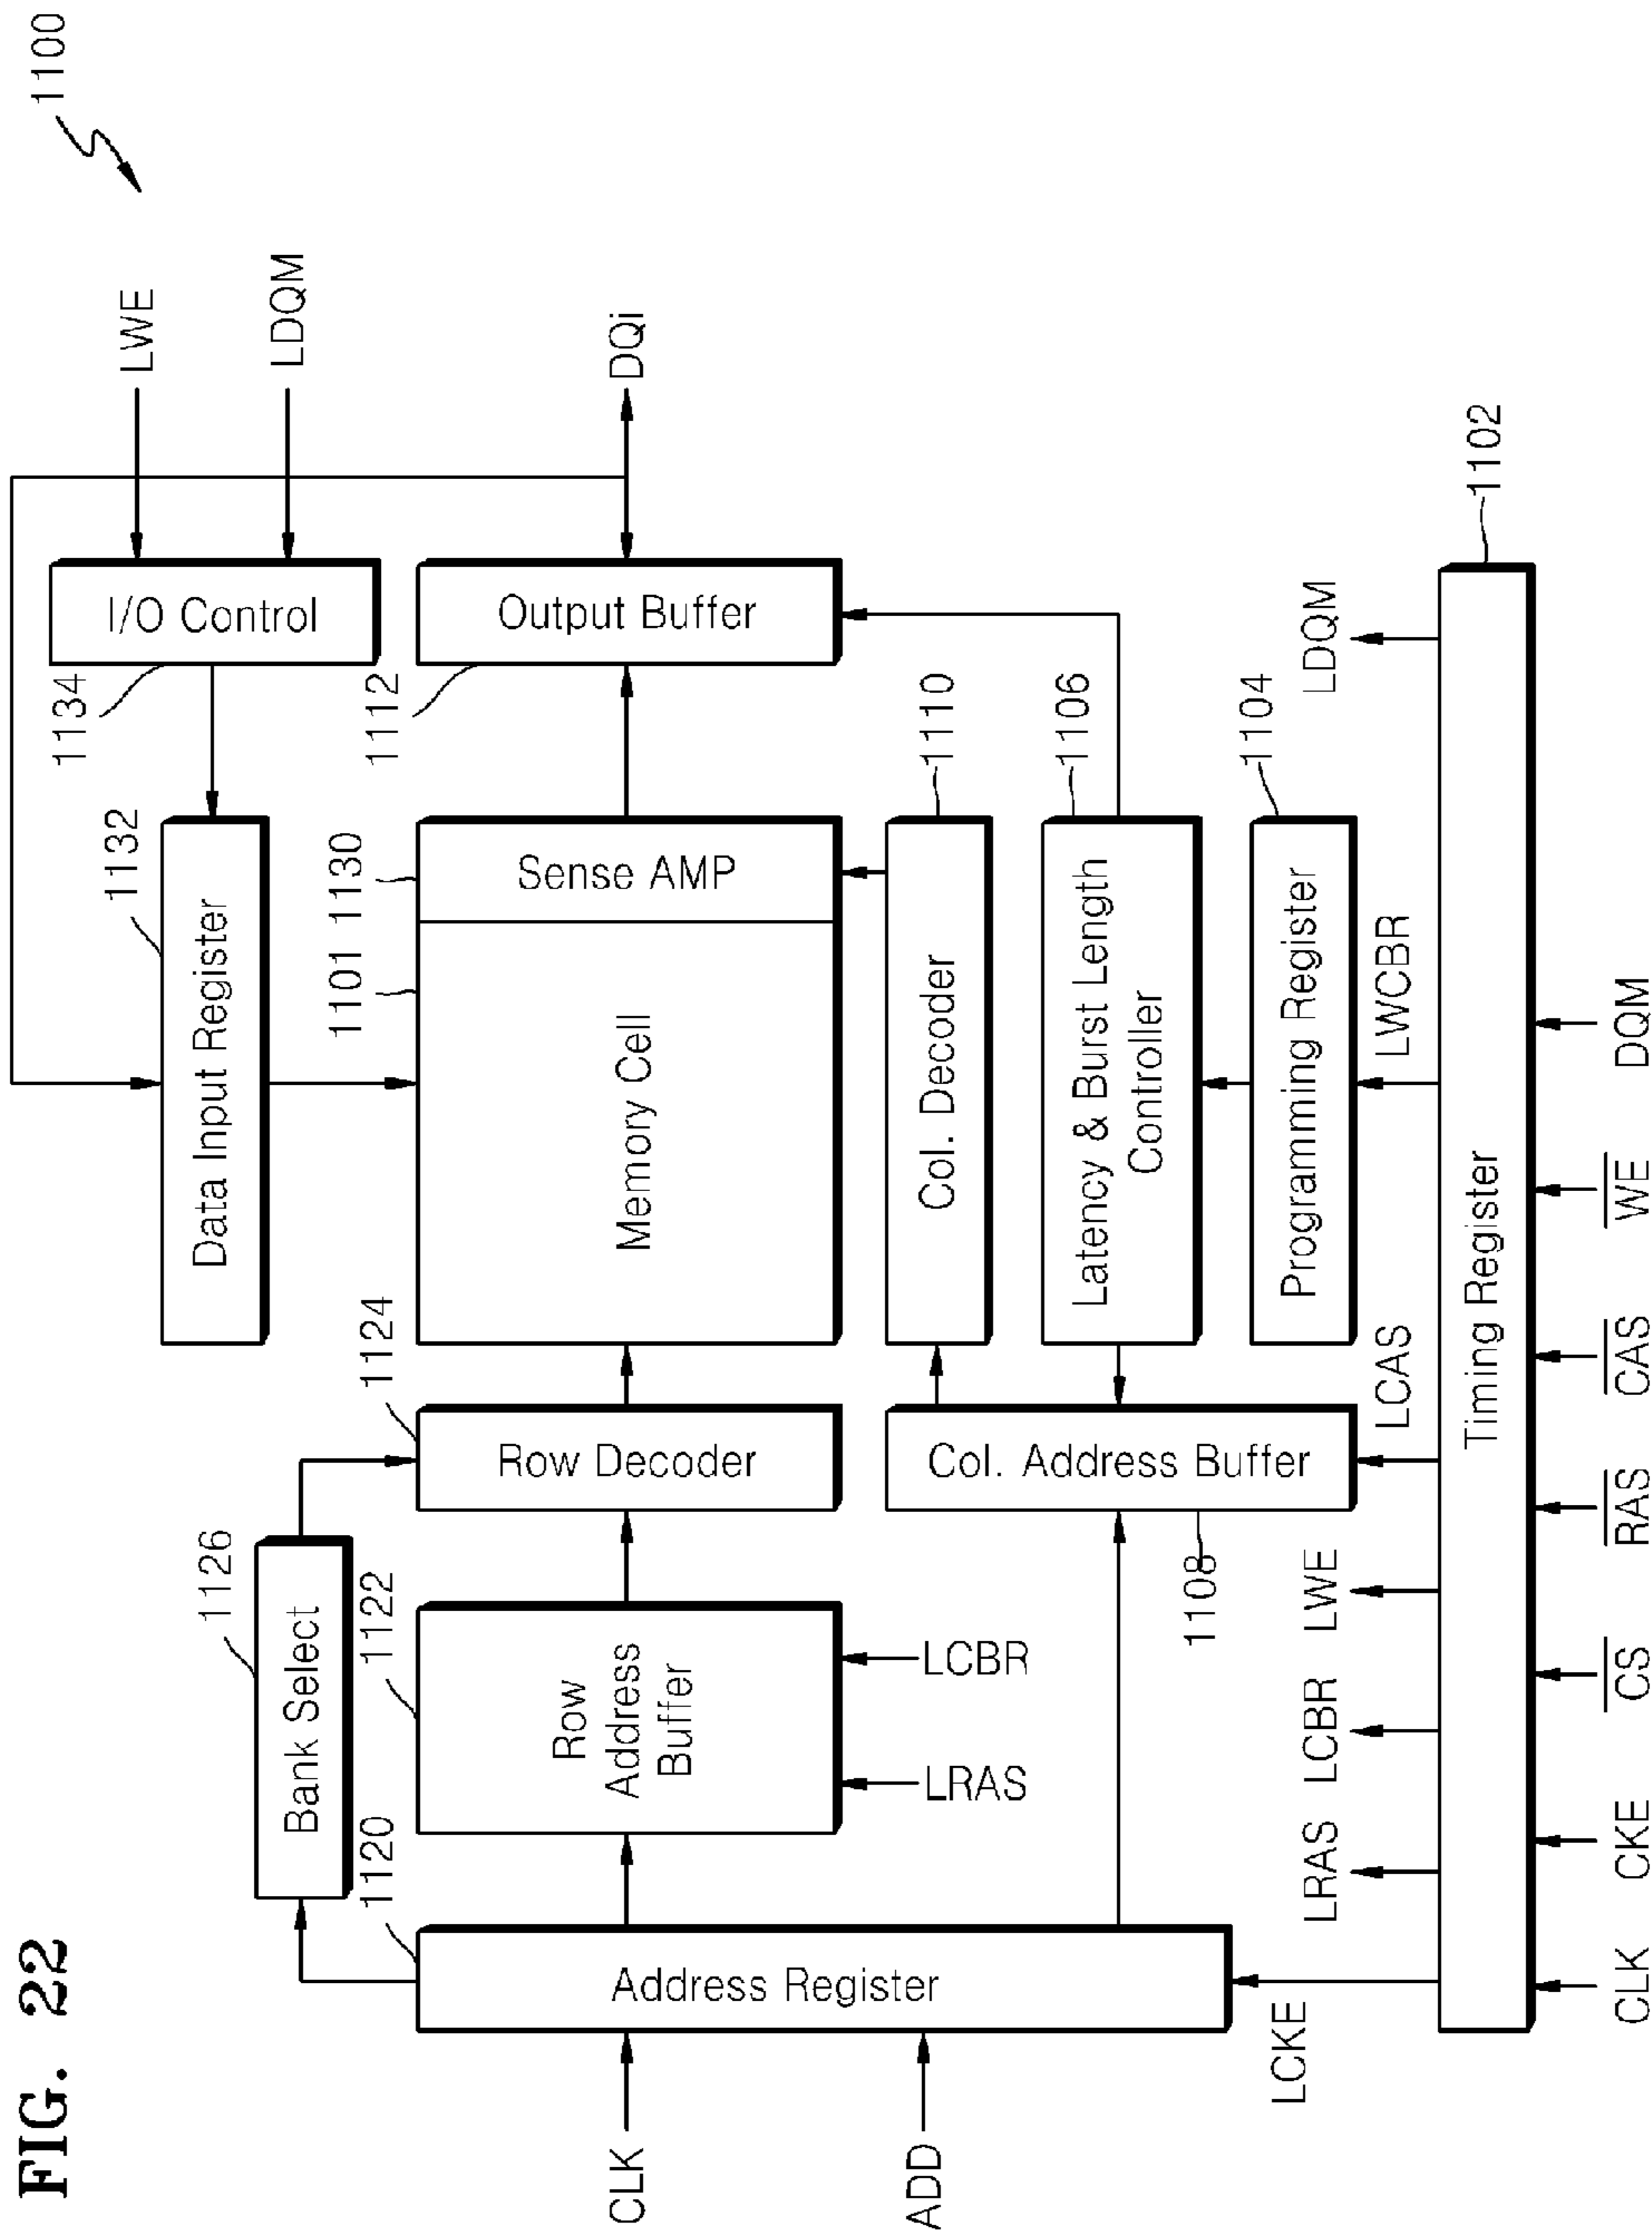 FIG. 22
1100
LWE
LDQM
DQi
I/O Control
1134
Output Buffer
1112
1132
Data Input Register
1101
1130
Memory Cell
Sense AMP
1126
Bank Select
1124
Row Decoder
1122
Row
Address
Buffer
LRAS
LCBR
1120
Address Register
CLK
ADD
LCKE
Col. Decoder
1110
Col. Address Buffer
1108
Latency & Burst Length
Controller
1106
Programming Register
1104
LRAS
LCBR
LWE
LCAS
LWCBR
LDQM
Timing Register
1102
CLK
CKE
CS
RAS
CAS
WE
DQM